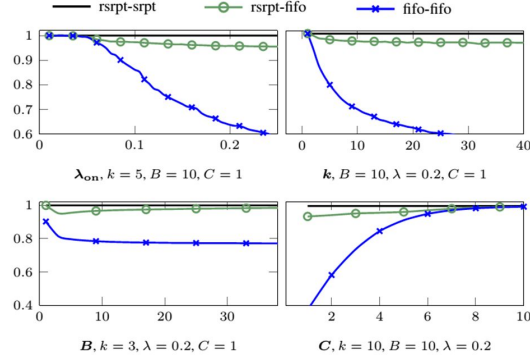 rsrpt-srpt rsrpt-fifo fifo-fifo
1
0.9
0.8
0.7
0.6
0 0.1 0.2
λon, k = 5, B = 10, C = 1
0 10 20 30 40
k, B = 10, λ = 0.2, C = 1
1
0.8
0.6
0.4
0 10 20 30
B, k = 3, λ = 0.2, C = 1
2 4 6 8 10
C, k = 10, B = 10, λ = 0.2